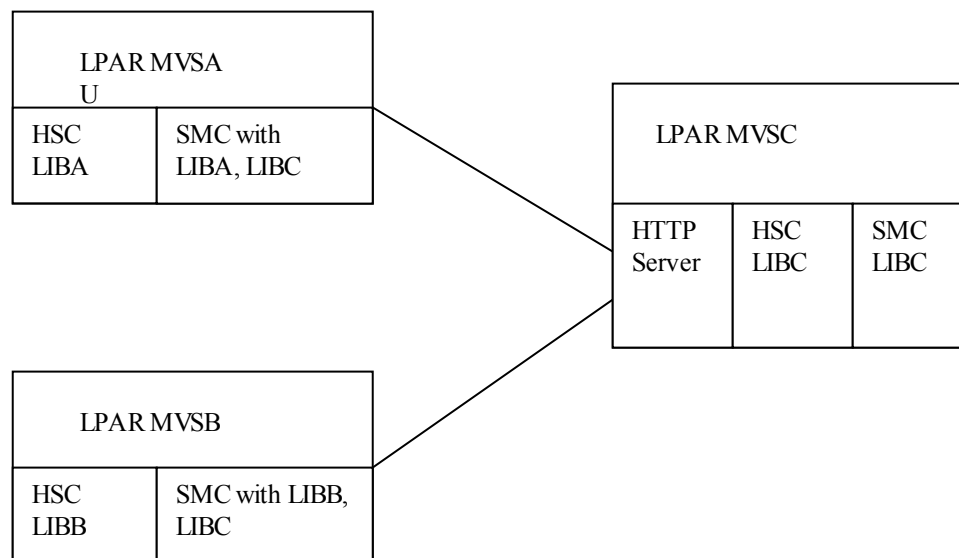 LPAR MVSA
U
HSC
LIBA
SMC with
LIBA, LIBC
LPAR MVSC
HTTP
Server
HSC
LIBC
SMC
LIBC
LPAR MVSB
HSC
LIBB
SMC with LIBB,
LIBC